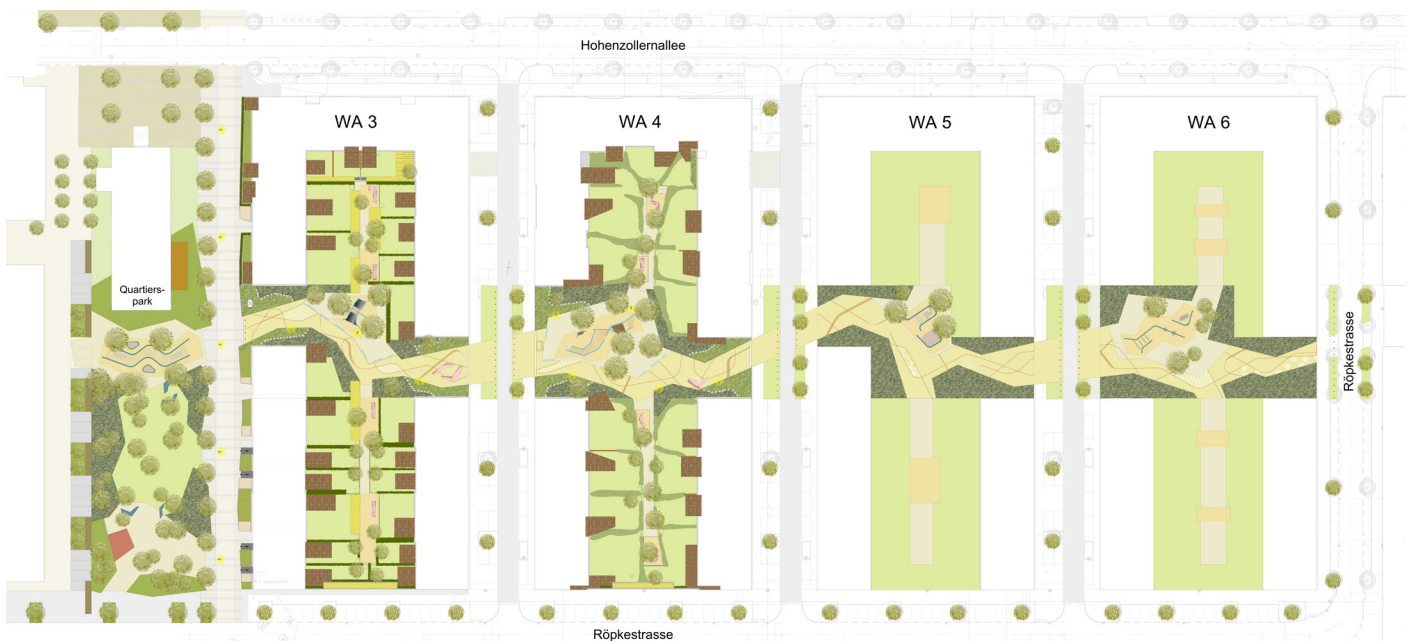 Hohenzollernallee
WA 3
WA 4
WA 5
WA 6
Quartiers-
park
Röpkestrasse
Röpkestrasse